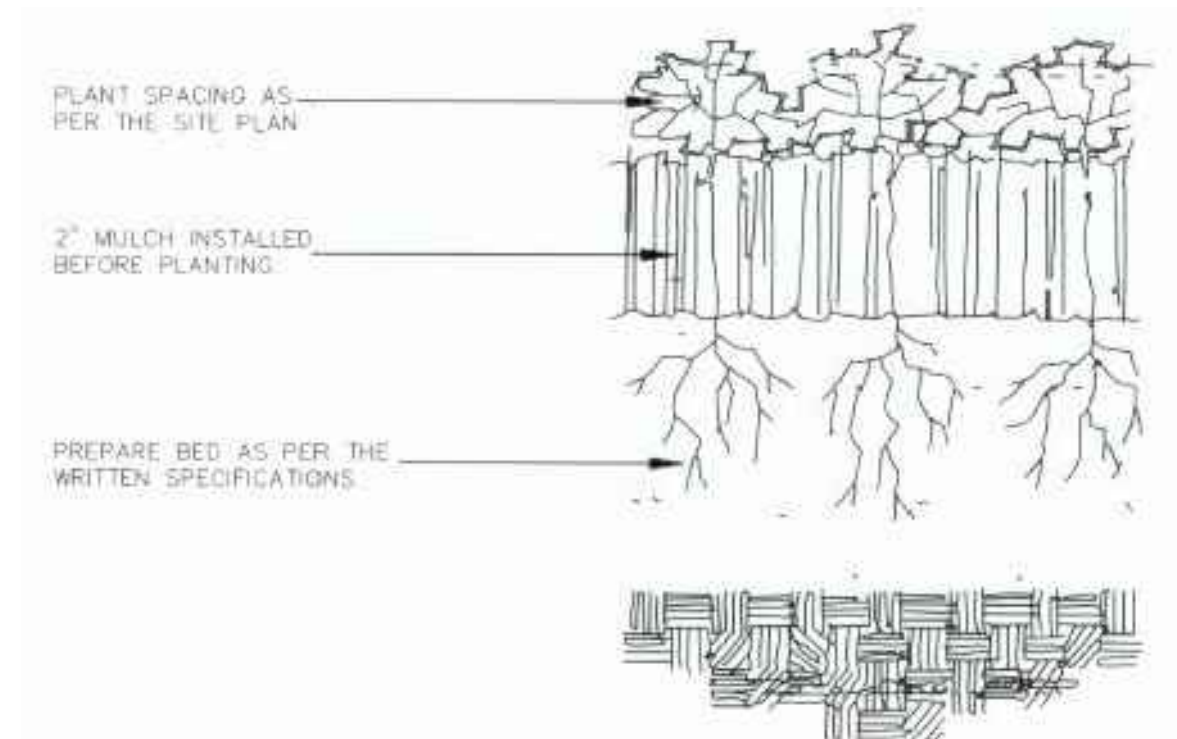 PLANT SPACING AS
PER THE SITE PLAN
2" MULCH INSTALLED
BEFORE PLANTING
PREPARE BED AS PER THE
WRITTEN SPECIFICATIONS